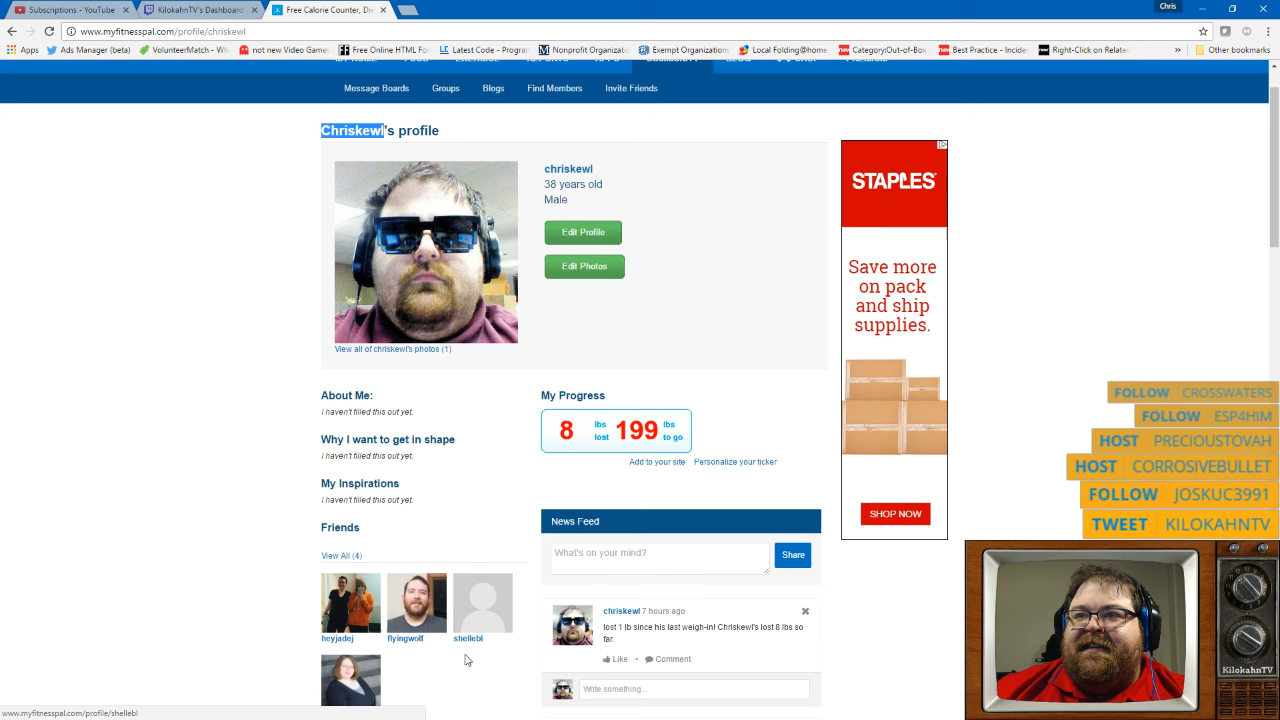 Subscriptions - YouTube
KilokahnTV's Dashboard
Free Calorie Counter, Die
Chris
www.myfitnesspal.com/profile/chriskewl
Apps
Ads Manager (beta)
VolunteerMatch - Wh
not new Video Games
Free Online HTML For
Latest Code - Program
Nonprofit Organizatio
Exempt Organizations
Local Folding@home
CategoryOut-of-Box
Best Practice - Incider
Right-Click on Related
Other bookmarks
Message Boards
Groups
Blogs
Find Members
Invite Friends
Chriskewl's profile
chriskewl
38 years old
Male
Edit Profile
Edit Photos
View all of chriskewl's photos (1)
About Me:
I haven't filled this out yet.
Why I want to get in shape
I haven't filled this out yet.
My Inspirations
I haven't filled this out yet.
Friends
View All (4)
heyjadej
flyingwolf
shellebl
My Progress
8 lbs lost 199 lbs to go
Add to your site
Personalize your ticker
News Feed
What's on your mind?
Share
chriskewl 7 hours ago
lost 1 lb since his last weigh-in! Chriskewl's lost 8 lbs so
far.
Like • Comment
Write something...
STAPLES
Save more
on pack
and ship
supplies.
SHOP NOW
FOLLOW CROSSWATERS
FOLLOW ESP4HIM
HOST PRECIOUSTOVAH
HOST CORROSIVEBULLET
FOLLOW JOSKUC3991
TWEET KILOKAHNTV
KilokahnTV
www.myfitnesspal.com/profile/shellebl